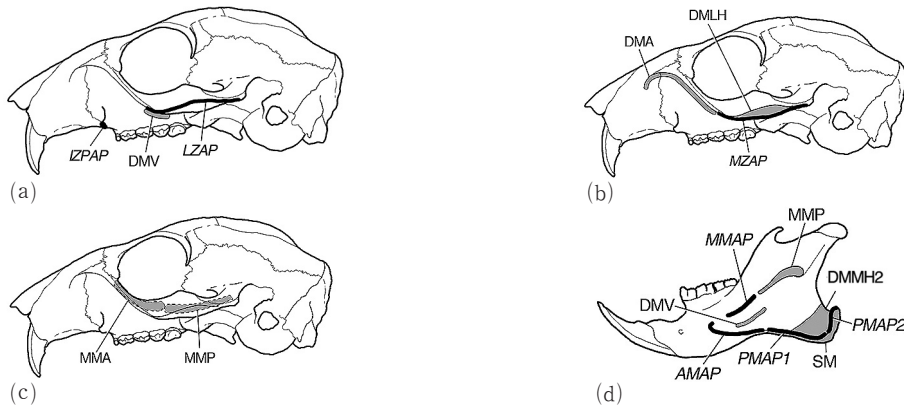 IZPAP
DMV
LZAP
(a)
DMA
DMLH
MZAP
(b)
MMA
MMP
(c)
MMAP
MMP
DMV
DMMH2
AMAP
PMAP1
SM
PMAP2
(d)